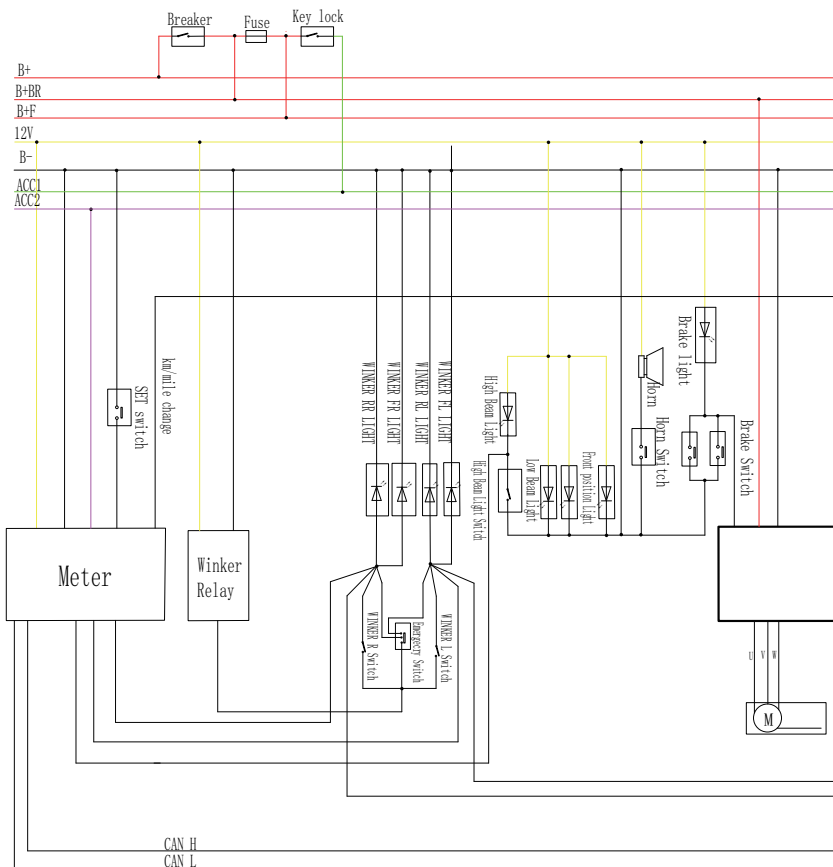 Breaker
Fuse
Key lock
B+
B+BR
B+F
12V
B-
ACC1
ACC2
km/mile change
SET switch
WINKER RR LIGHT
WINKER FR LIGHT
WINKER RL LIGHT
WINKER FL LIGHT
High Beam Light
High Beam Light Switch
Low Beam Light
Front position Light
Horn
Horn Switch
Brake light
Brake Switch
Meter
Winker
Relay
WINKER R Switch
Emergecry Switch
WINKER L Switch
U
V
W
M
CAN H
CAN L